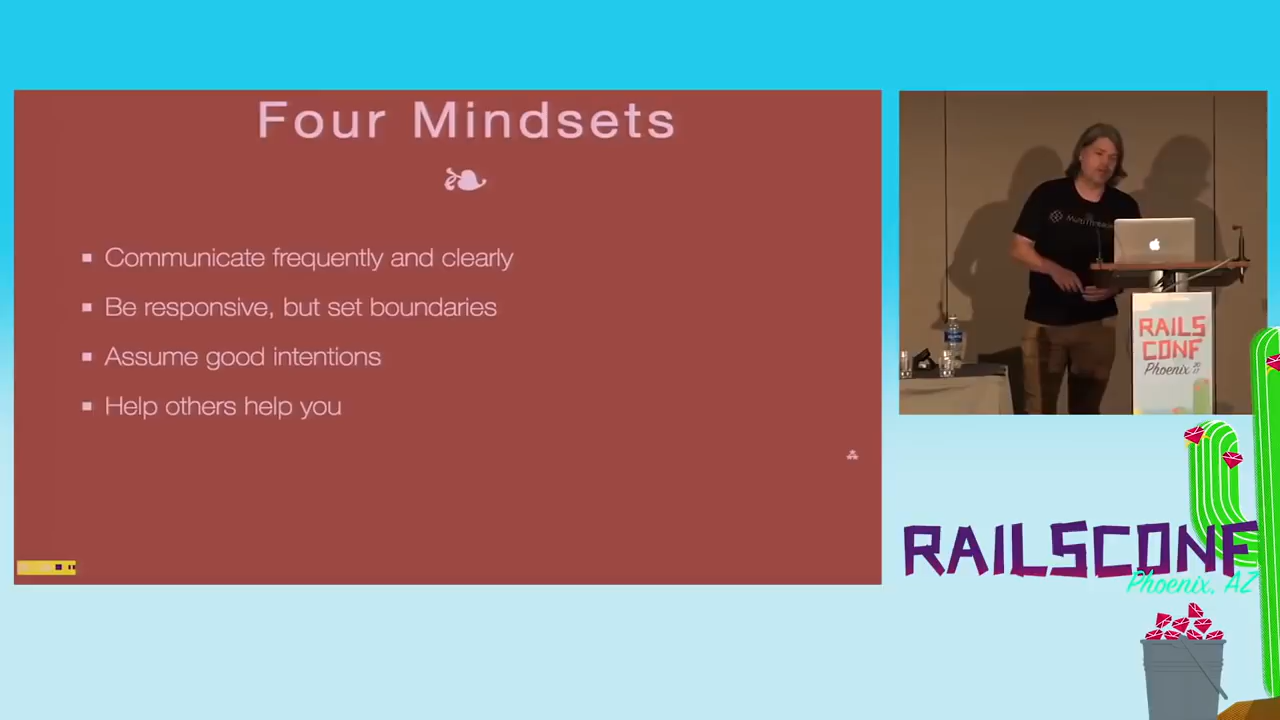 Four Mindsets
Communicate frequently and clearly
Be responsive, but set boundaries
Assume good intentions
Help others help you
RAILS
CONF
Phoenix
RAILSCONF
Phoenix, AZ